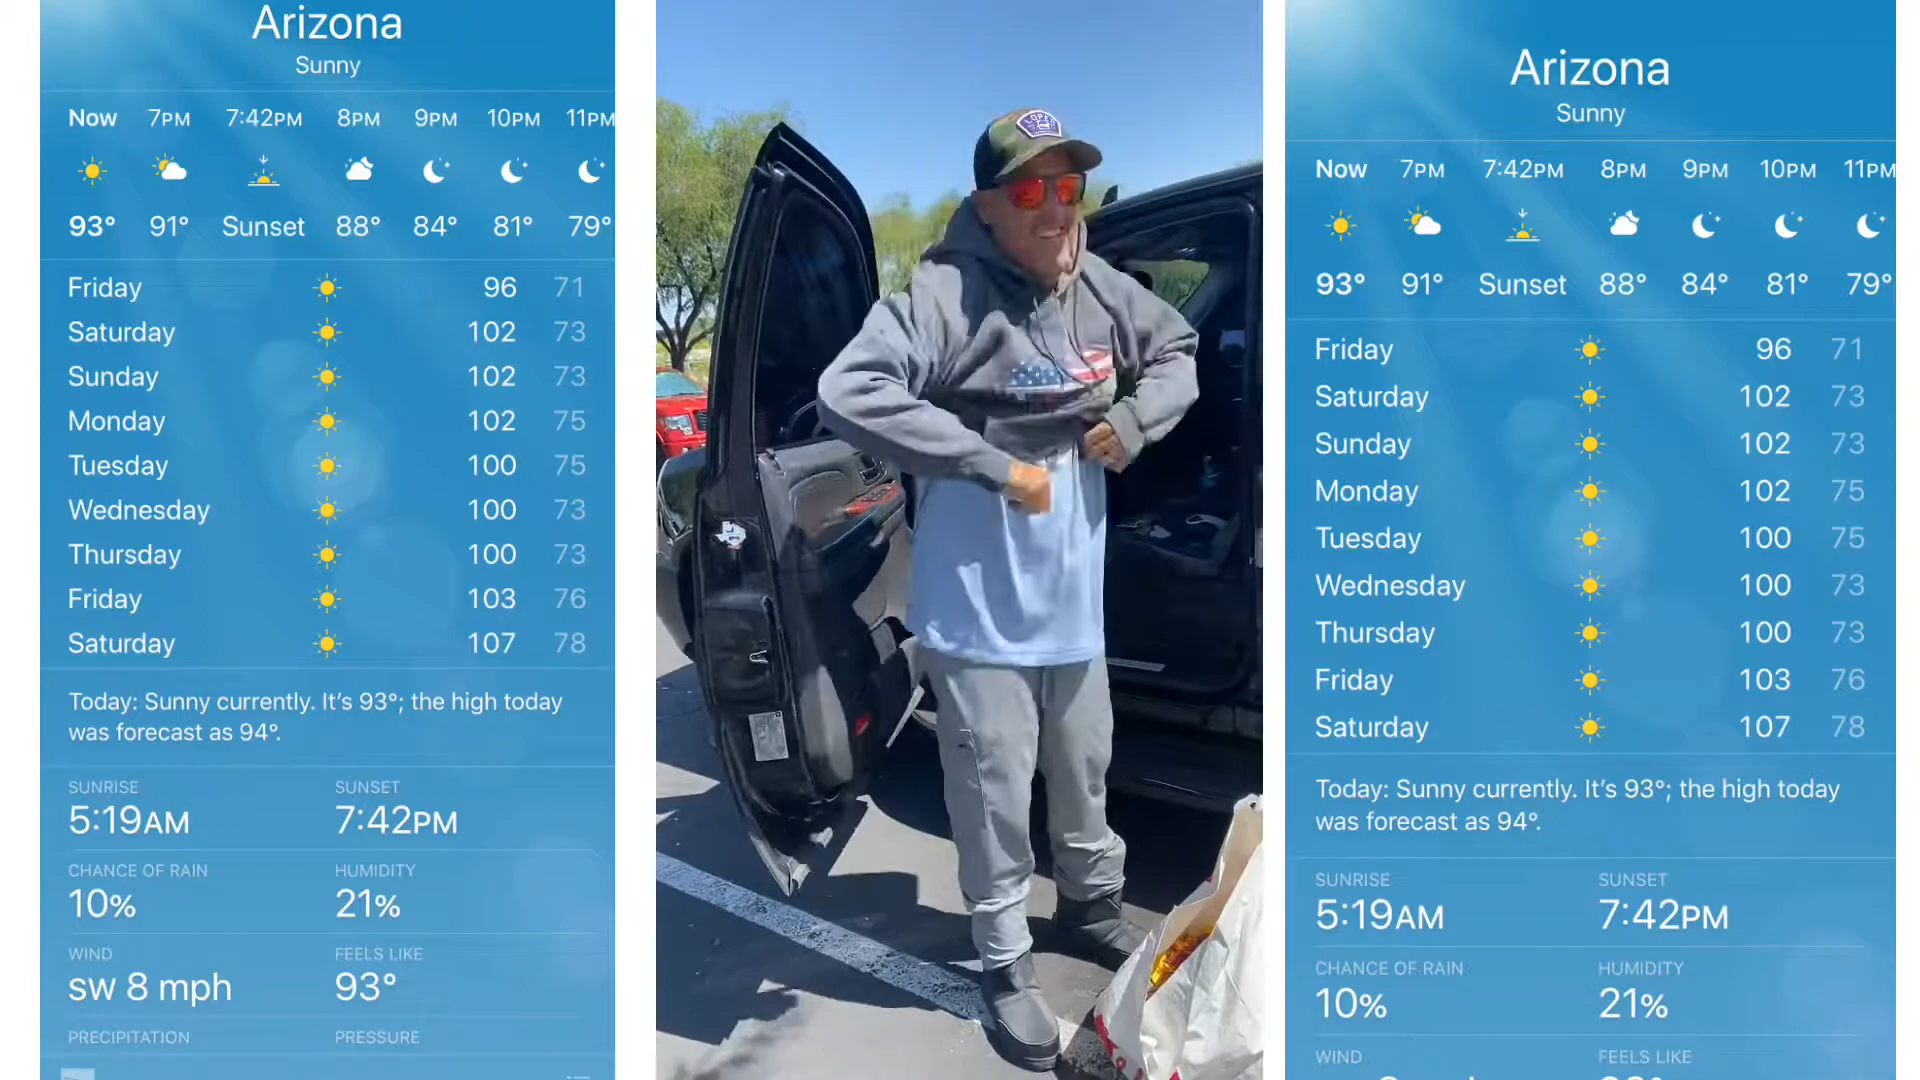 Arizona
Sunny
Now 7PM 7:42PM 8PM 9PM 10PM 11PM
93° 91° Sunset 88° 84° 81° 79°
Friday 96 71
Saturday 102 73
Sunday 102 73
Monday 102 75
Tuesday 100 75
Wednesday 100 73
Thursday 100 73
Friday 103 76
Saturday 107 78
Today: Sunny currently. It's 93°; the high today
was forecast as 94°.
SUNRISE SUNSET
5:19AM 7:42PM
CHANCE OF RAIN HUMIDITY
10% 21%
WIND FEELS LIKE
sw 8 mph 93°
PRECIPITATION PRESSURE
LOPER
Arizona
Sunny
Now 7PM 7:42PM 8PM 9PM 10PM 11PM
93° 91° Sunset 88° 84° 81° 79°
Friday 96 71
Saturday 102 73
Sunday 102 73
Monday 102 75
Tuesday 100 75
Wednesday 100 73
Thursday 100 73
Friday 103 76
Saturday 107 78
Today: Sunny currently. It's 93°; the high today
was forecast as 94°.
SUNRISE SUNSET
5:19AM 7:42PM
CHANCE OF RAIN HUMIDITY
10% 21%
WIND FEELS LIKE